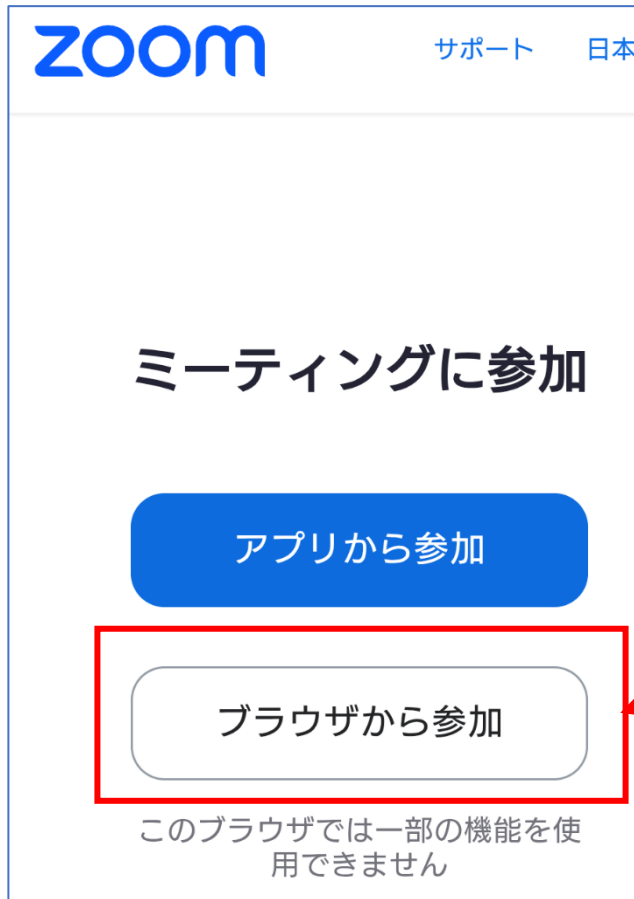 zoom サポート 日本
ミーティングに参加
アプリから参加
ブラウザから参加
このブラウザでは一部の機能を使
用できません